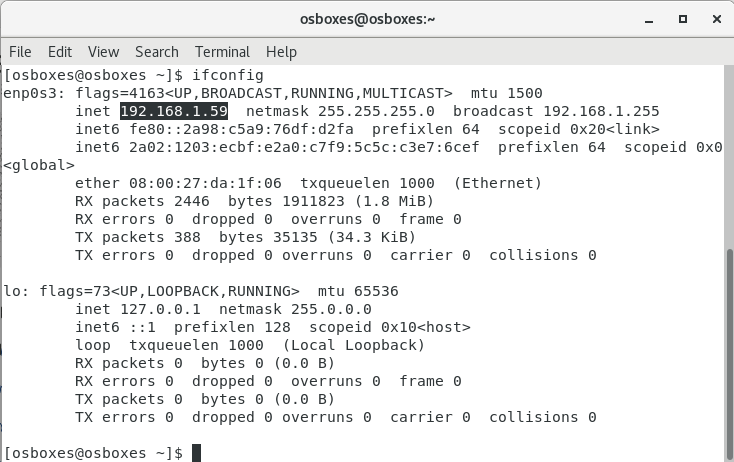 osboxes@osboxes:~
File Edit View Search Terminal Help
[osboxes@osboxes ~]$ ifconfig
enp0s3: flags=4163<UP,BROADCAST,RUNNING,MULTICAST>  mtu 1500
        inet 192.168.1.59  netmask 255.255.255.0  broadcast 192.168.1.255
        inet6 fe80::2a98:c5a9:76df:d2fa  prefixlen 64  scopeid 0x20<link>
        inet6 2a02:1203:ecbf:e2a0:c7f9:5c5c:c3e7:6cef  prefixlen 64  scopeid 0x0
<global>
        ether 08:00:27:da:1f:06  txqueuelen 1000  (Ethernet)
        RX packets 2446  bytes 1911823 (1.8 MiB)
        RX errors 0  dropped 0  overruns 0  frame 0
        TX packets 388  bytes 35135 (34.3 KiB)
        TX errors 0  dropped 0 overruns 0  carrier 0  collisions 0

lo: flags=73<UP,LOOPBACK,RUNNING>  mtu 65536
        inet 127.0.0.1  netmask 255.0.0.0
        inet6 ::1  prefixlen 128  scopeid 0x10<host>
        loop  txqueuelen 1000  (Local Loopback)
        RX packets 0  bytes 0 (0.0 B)
        RX errors 0  dropped 0  overruns 0  frame 0
        TX packets 0  bytes 0 (0.0 B)
        TX errors 0  dropped 0 overruns 0  carrier 0  collisions 0

[osboxes@osboxes ~]$